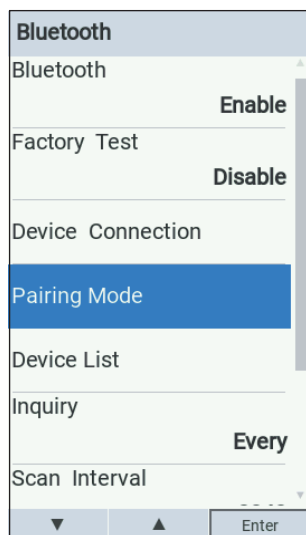 Bluetooth
Bluetooth
Enable
Factory Test
Disable
Device Connection
Pairing Mode
Device List
Inquiry
Every
Scan Interval
Enter